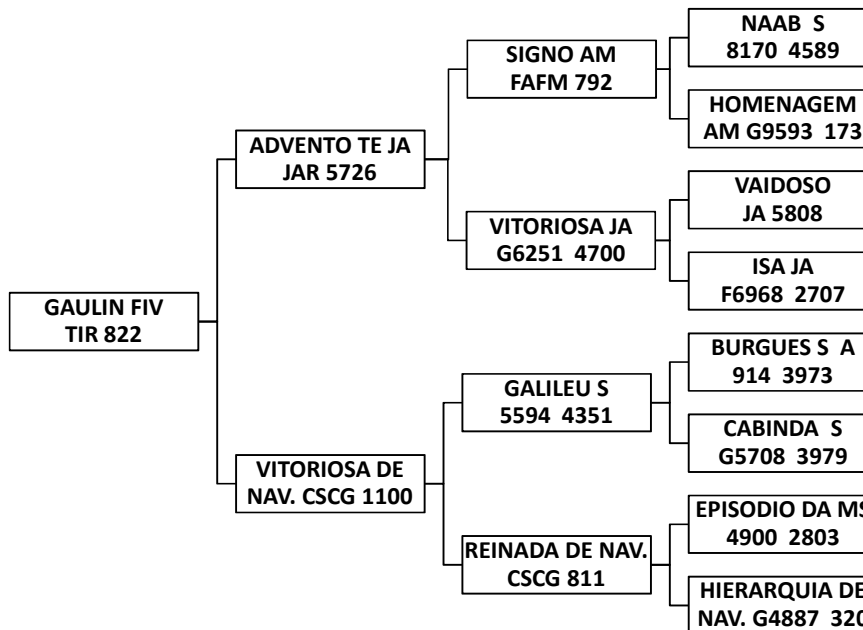 GAULIN FIV
TIR 822
ADVENTO TE JA
JAR 5726
VITORIOSA DE
NAV. CSCG 1100
SIGNO AM
FAFM 792
VITORIOSA JA
G6251 4700
GALILEU S
5594 4351
REINADA DE NAV.
CSCG 811
NAAB S
8170 4589
HOMENAGEM
AM G9593 173
VAIDOSO
JA 5808
ISA JA
F6968 2707
BURGUES S A
914 3973
CABINDA S
G5708 3979
EPISODIO DA MS
4900 2803
HIERARQUIA DE
NAV. G4887 320